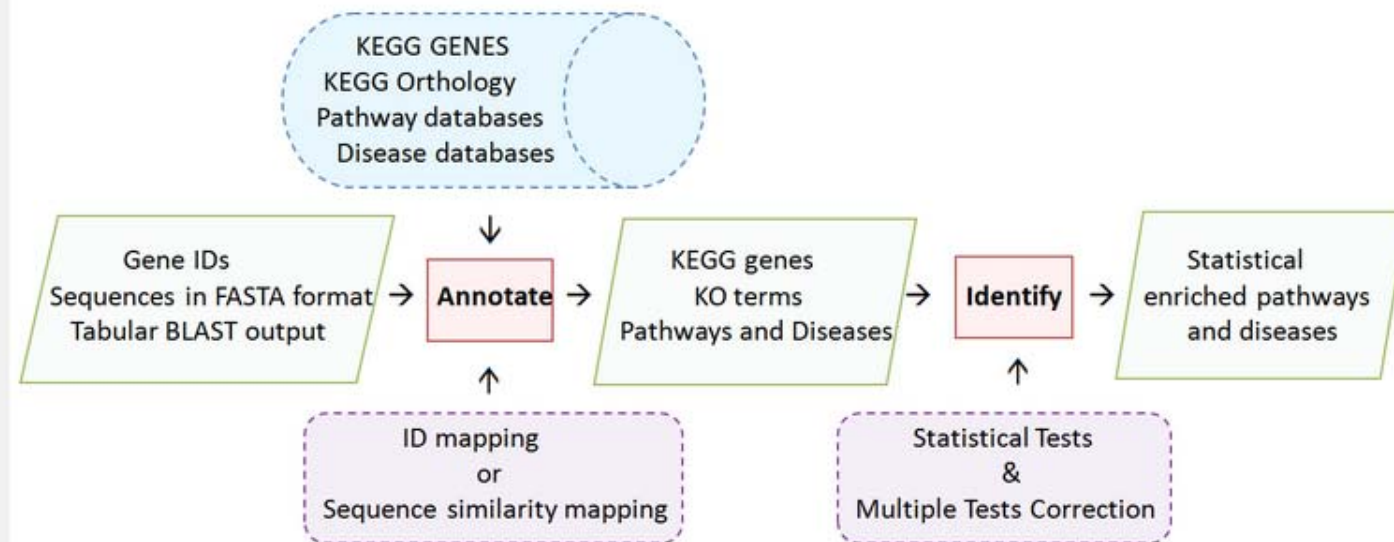 KEGG GENES
KEGG Orthology
Pathway databases
Disease databases
Gene IDs
Sequences in FASTA format
Tabular BLAST output
Annotate
KEGG genes
KO terms
Pathways and Diseases
Identify
Statistical
enriched pathways
and diseases
ID mapping
or
Sequence similarity mapping
Statistical Tests
&
Multiple Tests Correction